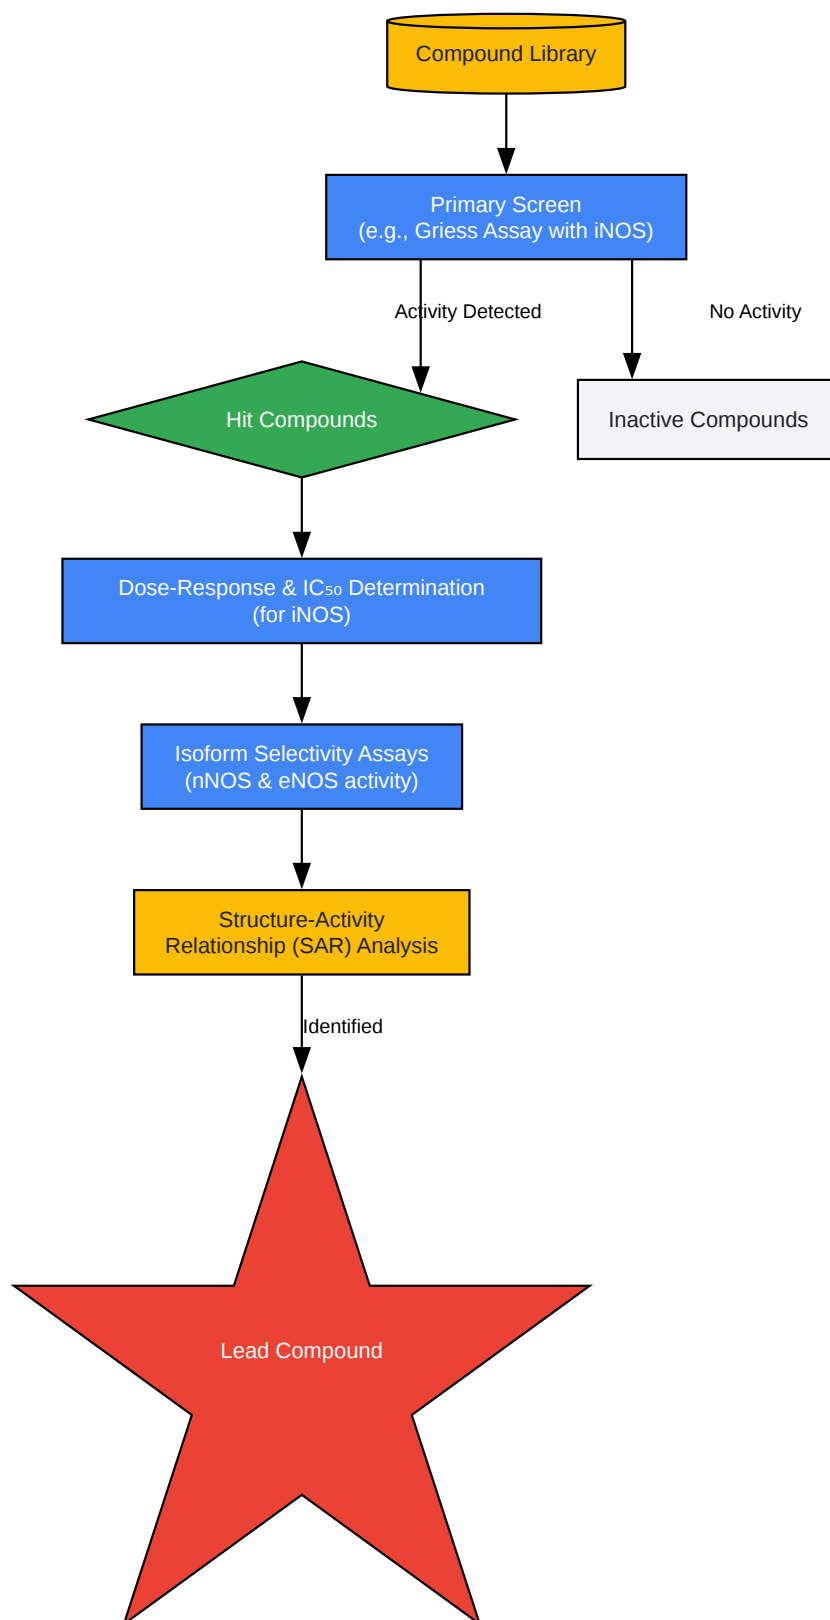 Compound Library
Primary Screen
(e.g., Griess Assay with iNOS)
Activity Detected
No Activity
Hit Compounds
Inactive Compounds
Dose-Response & IC₅₀ Determination
(for iNOS)
Isoform Selectivity Assays
(nNOS & eNOS activity)
Structure-Activity
Relationship (SAR) Analysis
Identified
Lead Compound